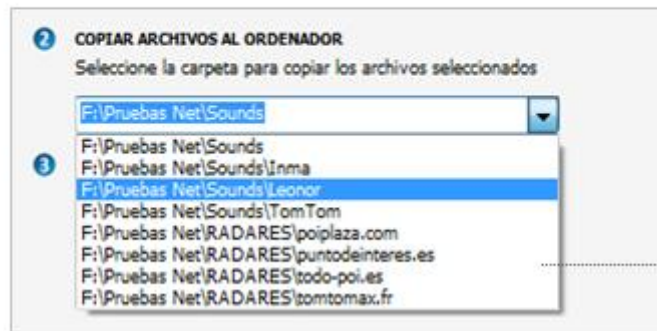 2 COPIAR ARCHIVOS AL ORDENADOR
Seleccione la carpeta para copiar los archivos seleccionados
F:\Pruebas Net\Sounds
F:\Pruebas Net\Sounds
3
F:\Pruebas Net\Sounds\Inma
F:\Pruebas Net\Sounds\Leonor
F:\Pruebas Net\Sounds\TomTom
F:\Pruebas Net\RADARES\poiplaza.com
F:\Pruebas Net\RADARES\puntodeinteres.es
F:\Pruebas Net\RADARES\todo-poi.es
F:\Pruebas Net\RADARES\tomtomax.fr